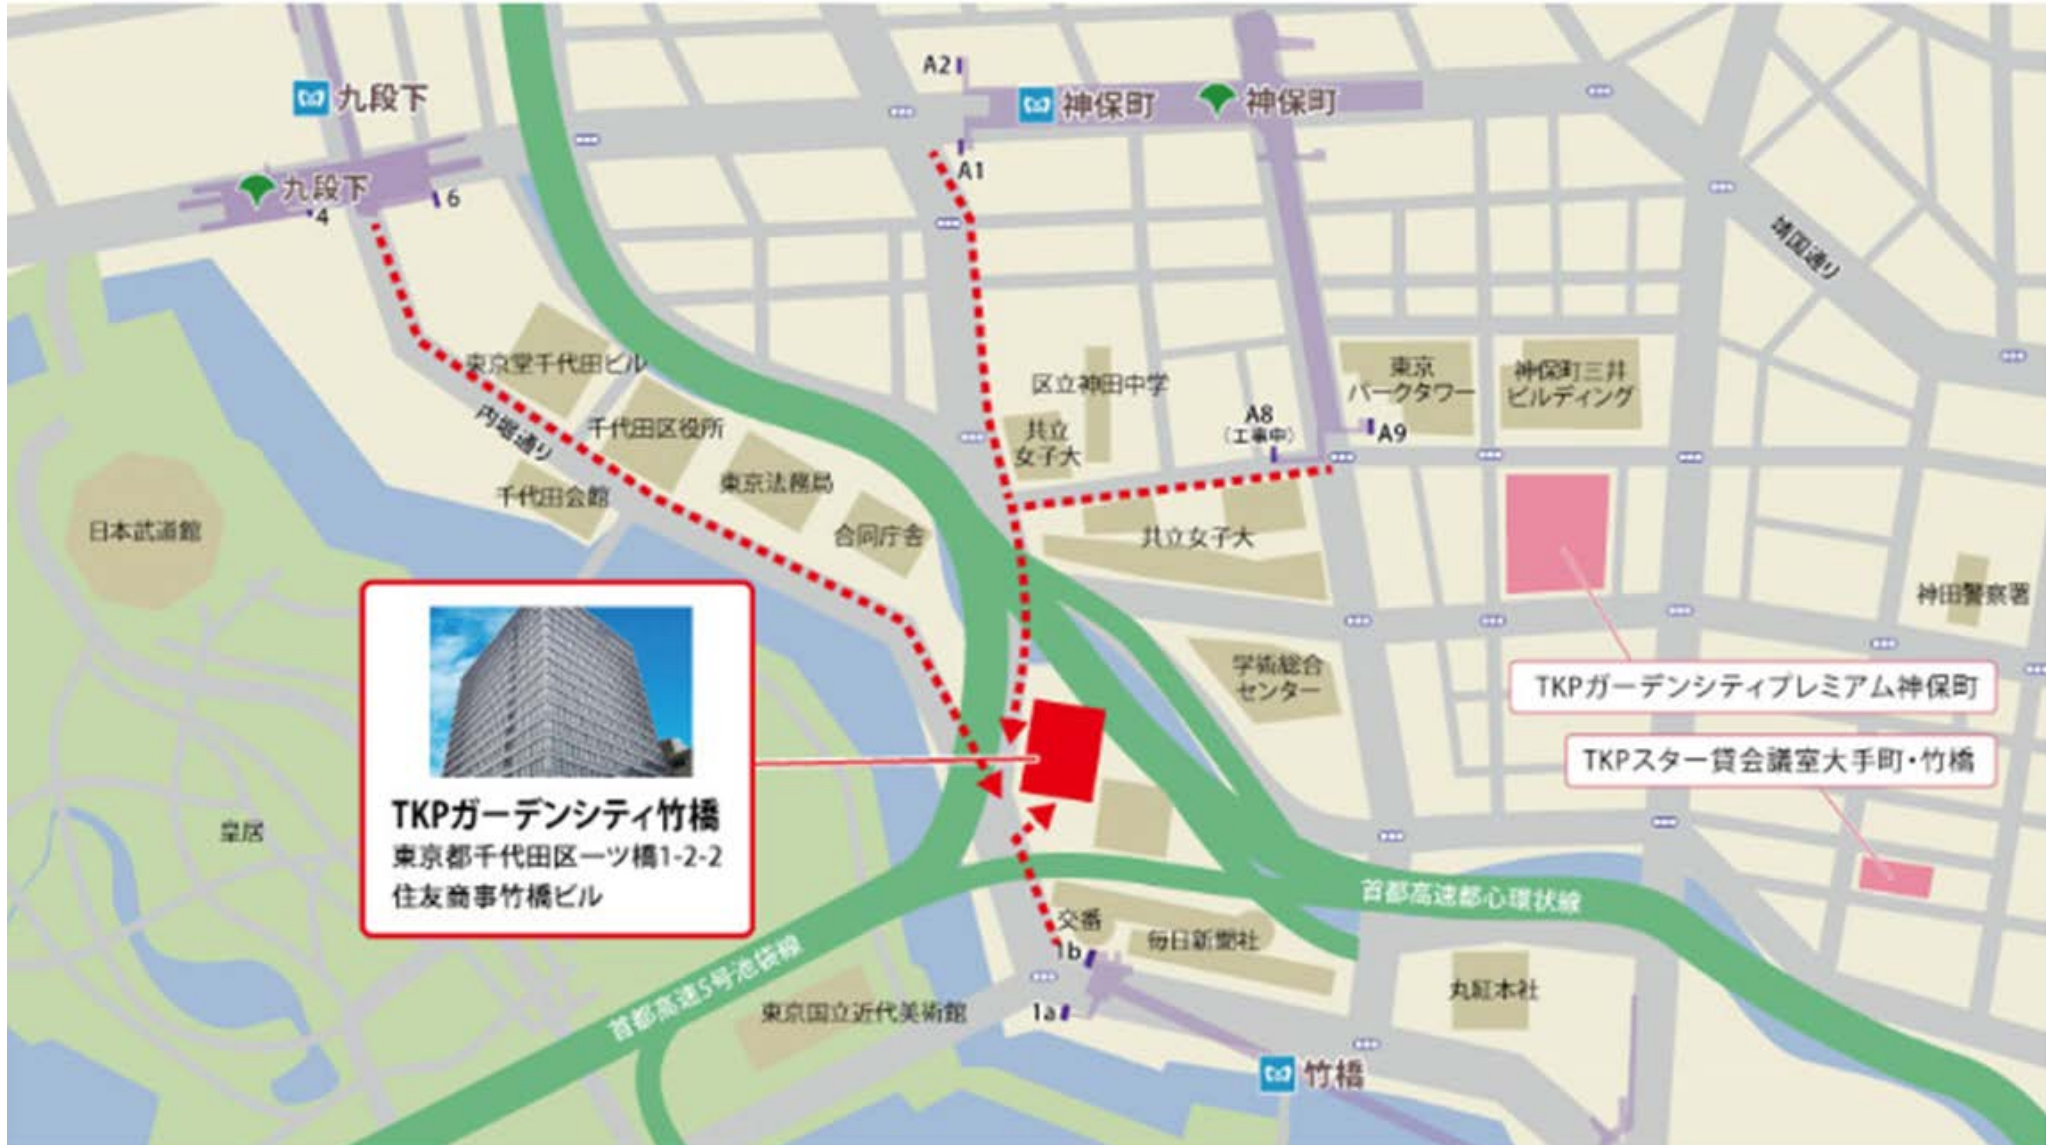 A2
九段下
神保町
神保町
A1
九段下
4
6
靖国通り
東京堂千代田ビル
区立神田中学
東京
パークタワー
神保町三井
ビルディング
内堀通り
千代田区役所
共立
女子大
A8
(工事中)
A9
千代田会館
東京法務局
合同庁舎
共立女子大
日本武道館
神田警察署
学術総合
センター
TKPガーデンシティプレミアム神保町
TKPスター貸会議室大手町・竹橋
TKPガーデンシティ竹橋
東京都千代田区一ツ橋1-2-2
住友商事竹橋ビル
皇居
首都高速都心環状線
交番
1b
毎日新聞社
首都高速5号池袋線
東京国立近代美術館
1a
丸紅本社
竹橋